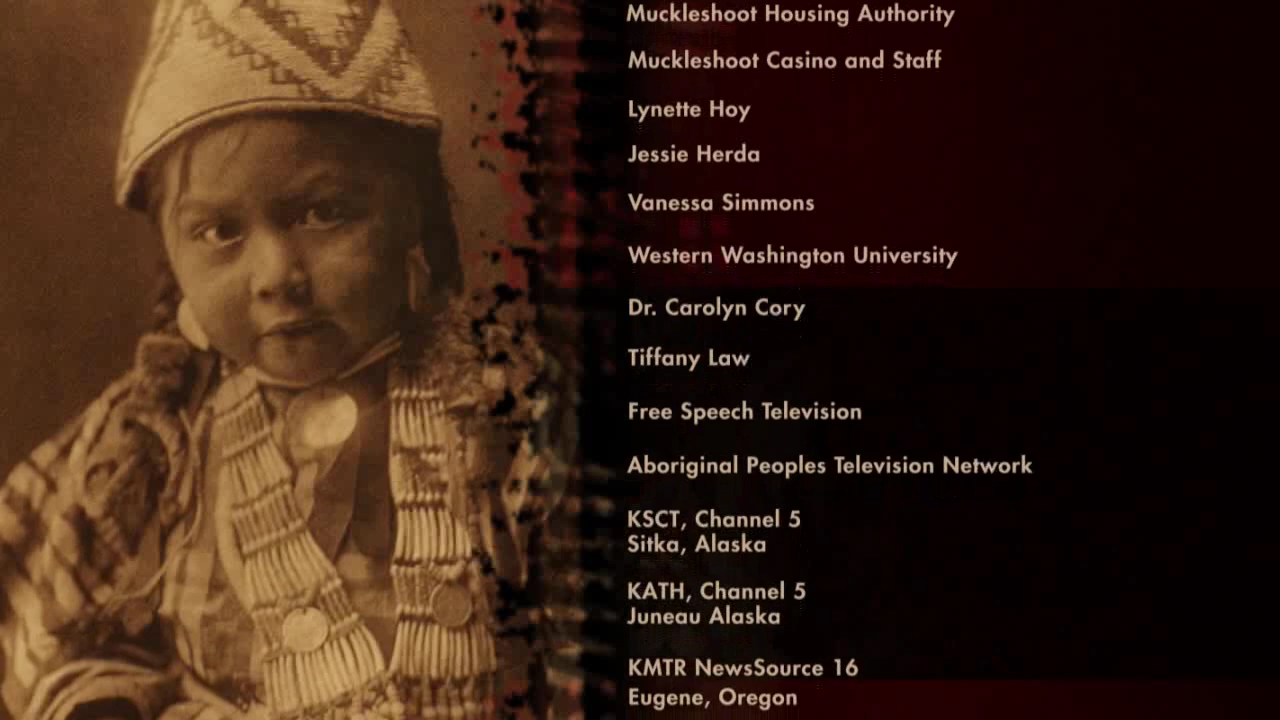 Muckleshoot Housing Authority
Muckleshoot Casino and Staff
Lynette Hoy
Jessie Herda
Vanessa Simmons
Western Washington University
Dr. Carolyn Cory
Tiffany Law
Free Speech Television
Aboriginal Peoples Television Network
KSCT, Channel 5
Sitka, Alaska
KATH, Channel 5
Juneau Alaska
KMTR NewsSource 16
Eugene, Oregon